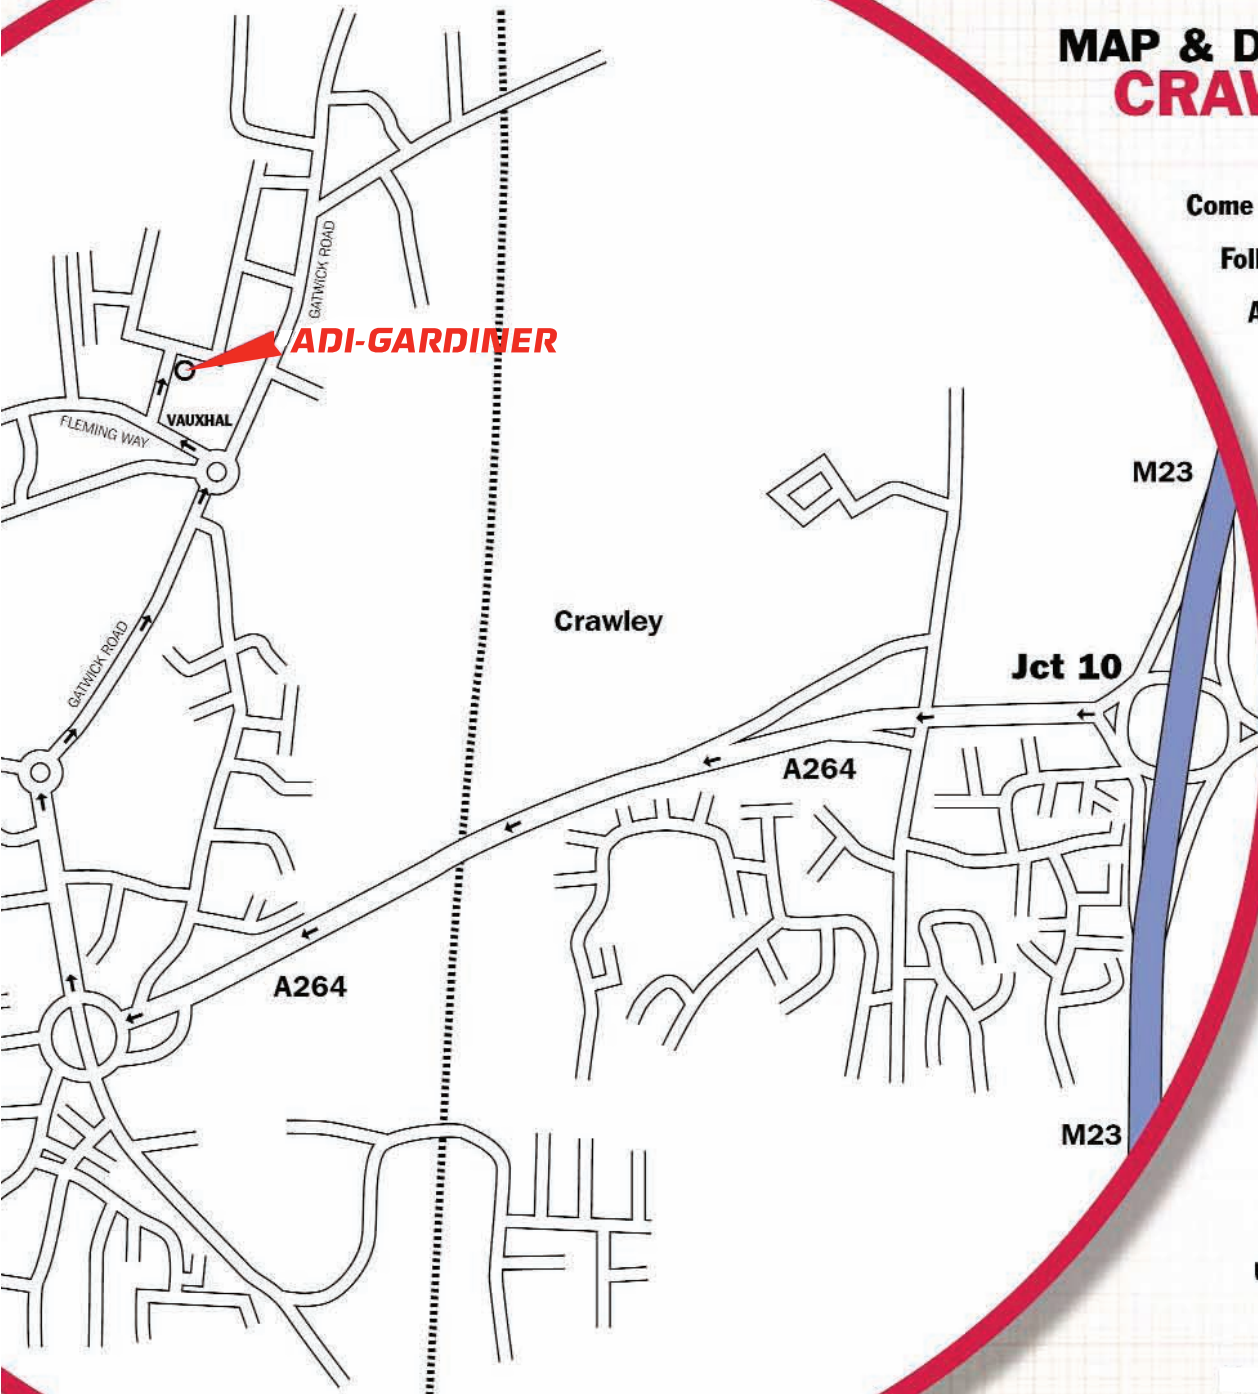 MAP & D
CRAW
Come
Foll
A
GATWICK ROAD
ADI-GARDINER
VAUXHAL
FLEMING WAY
M23
Crawley
GATWICK ROAD
Jct 10
A264
A264
M23